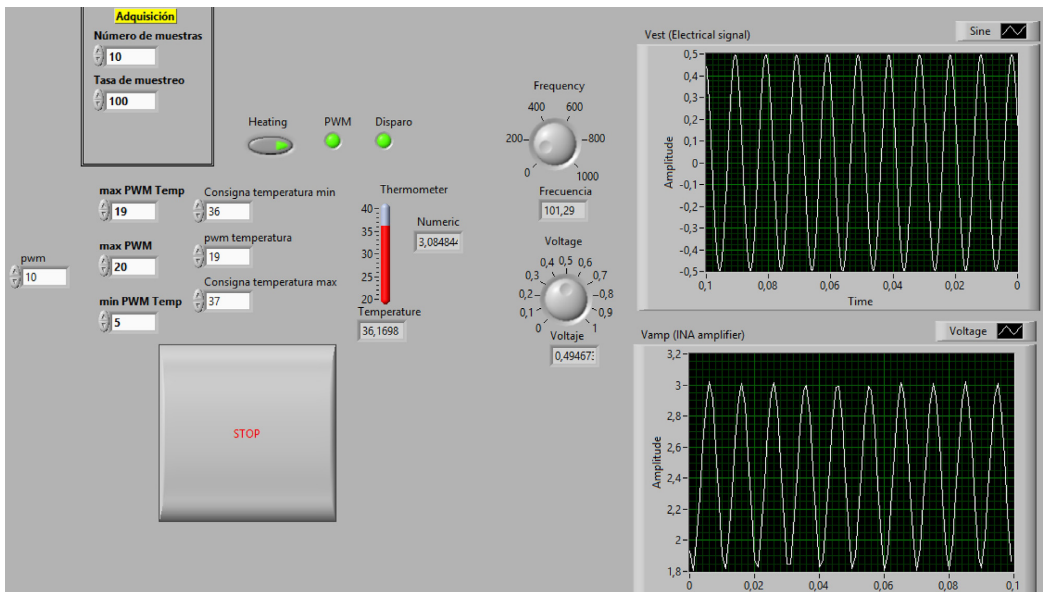 Adquisición
Número de muestras
10
Tasa de muestreo
100
Heating
PWM
Disparo
max PWM Temp
19
Consigna temperatura min
36
max PWM
20
pwm temperatura
19
pwm
10
min PWM Temp
5
Consigna temperatura max
37
Thermometer
40
35
30
25
20
Numeric
3,08484
Temperature
36,1698
STOP
Frequency
400 600
200 800
0 1000
Frecuencia
101,29
Voltage
0,4 0,5 0,6
0,3 0,7
0,2 0,8
0,1 0,9
0 1
Voltaje
0,49467
Vest (Electrical signal)
Sine
Amplitude
0,5
0,4
0,3
0,2
0,1
0
-0,1
-0,2
-0,3
-0,4
-0,5
0,1 0,08 0,06 0,04 0,02 0
Time
Vamp (INA amplifier)
Voltage
Amplitude
3,2
3
2,8
2,6
2,4
2,2
2
1,8
0 0,02 0,04 0,06 0,08 0,1